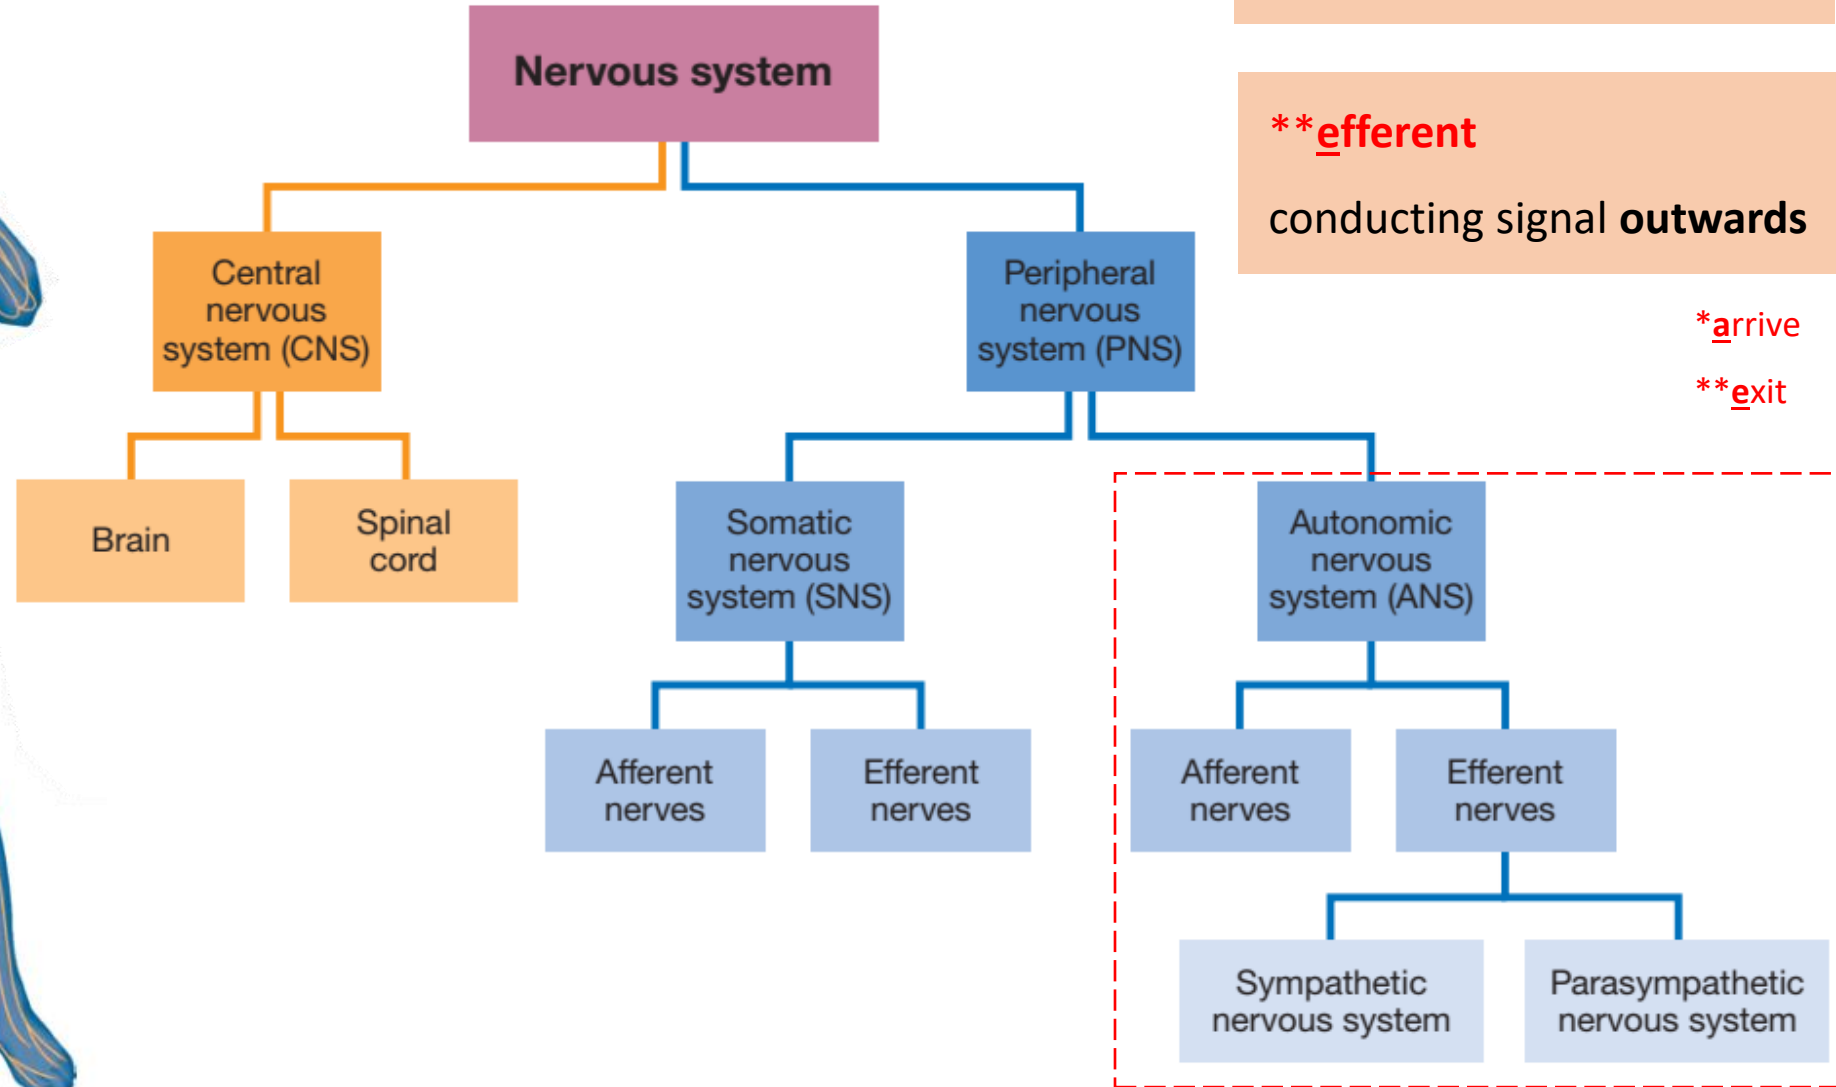 Nervous system
**efferent
conducting signal outwards
*arrive
**exit
Central
nervous
system (CNS)
Peripheral
nervous
system (PNS)
Brain
Spinal
cord
Somatic
nervous
system (SNS)
Autonomic
nervous
system (ANS)
Afferent
nerves
Efferent
nerves
Afferent
nerves
Efferent
nerves
Sympathetic
nervous system
Parasympathetic
nervous system